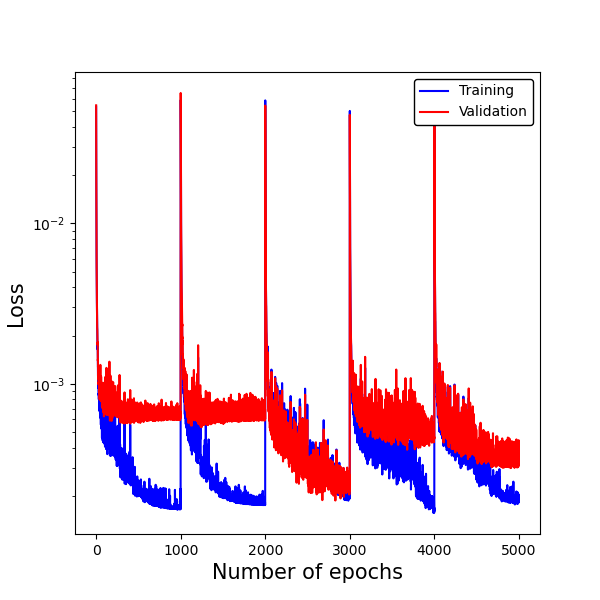 Training
Validation
Loss
10⁻²
10⁻³
0 1000 2000 3000 4000 5000
Number of epochs